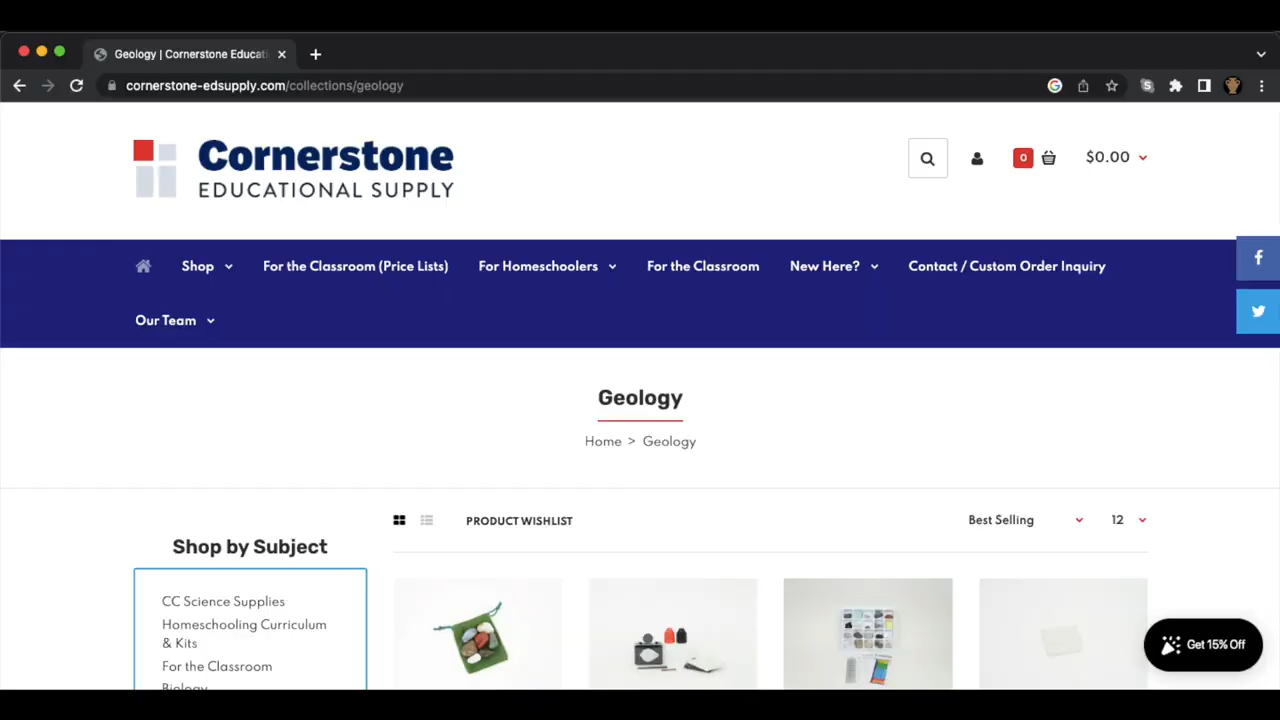 Geology | Cornerstone Educati
cornerstone-edsupply.com/collections/geology
Cornerstone
EDUCATIONAL SUPPLY
0
$0.00
Shop
For the Classroom (Price Lists)
For Homeschoolers
For the Classroom
New Here?
Contact / Custom Order Inquiry
Our Team
Geology
Home > Geology
PRODUCT WISHLIST
Best Selling
12
Shop by Subject
CC Science Supplies
Homeschooling Curriculum
& Kits
For the Classroom
Biology
Get 15% Off